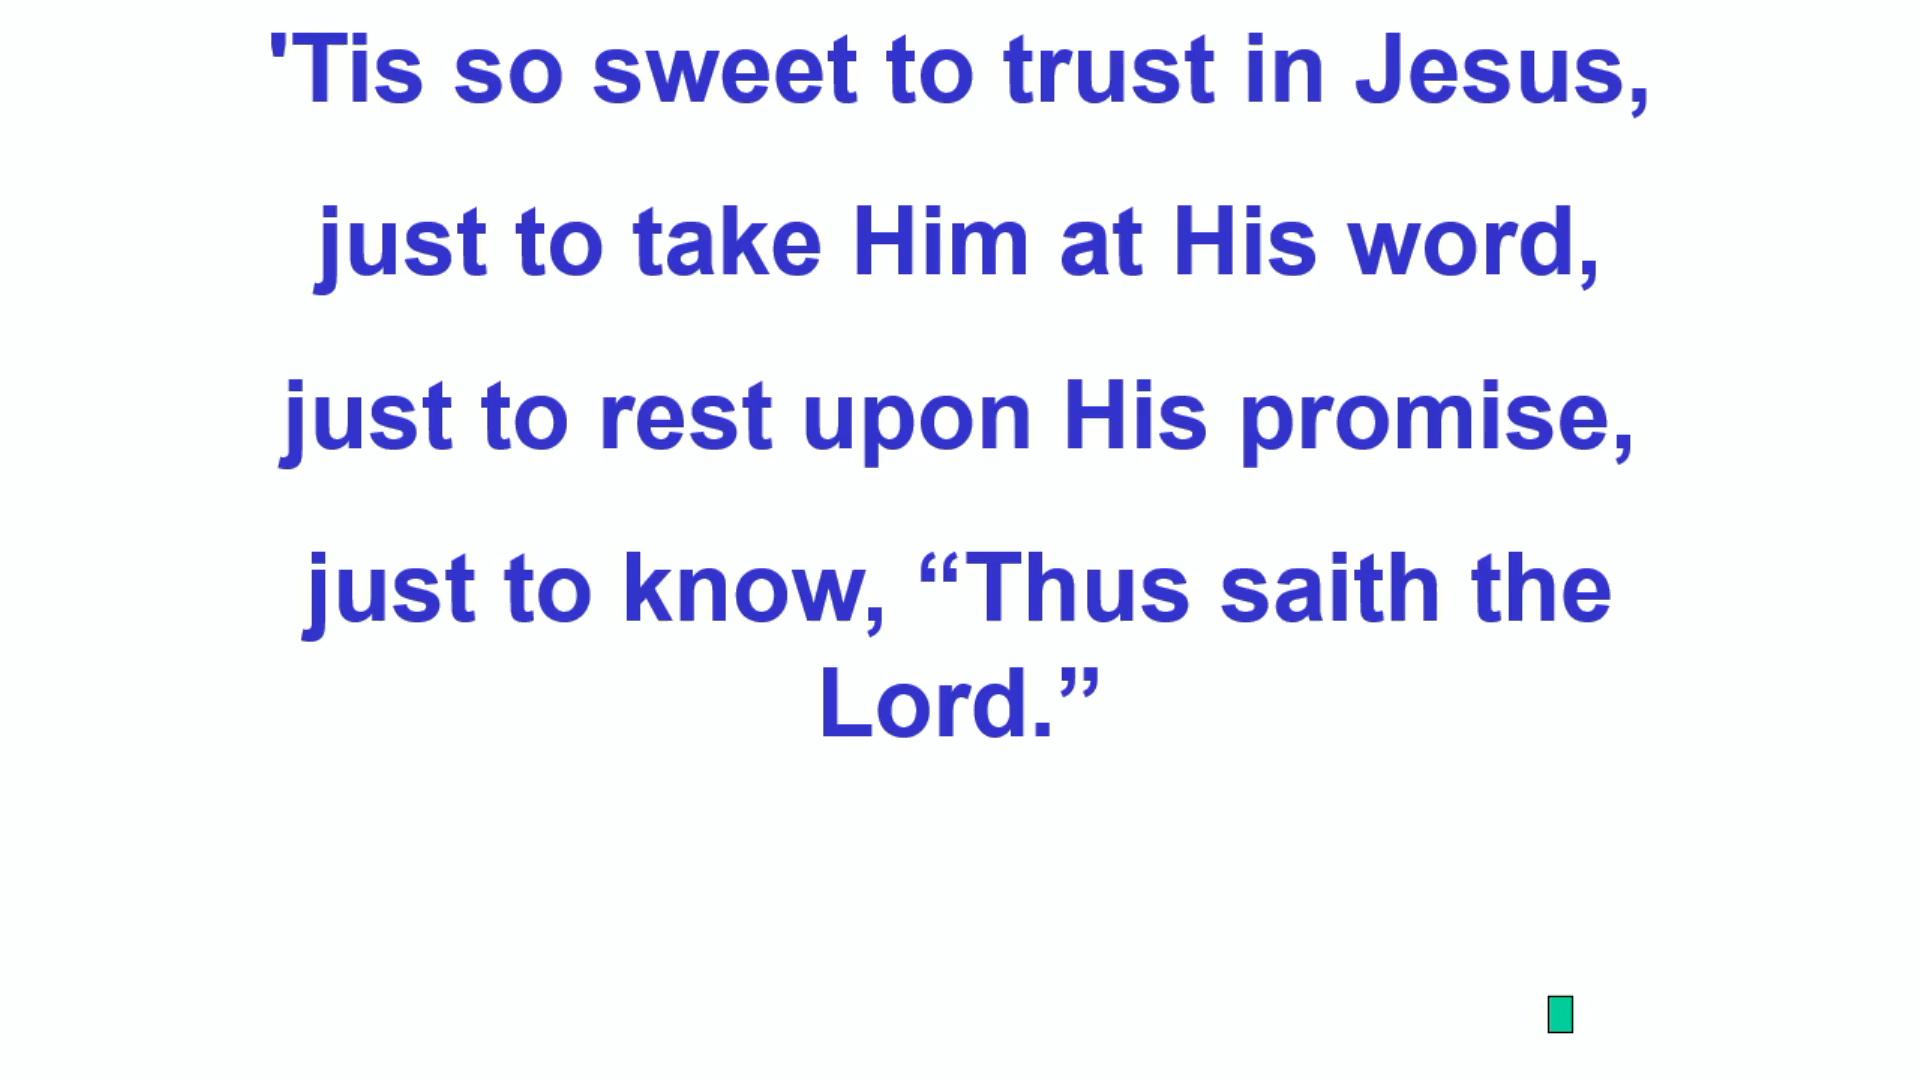 'Tis so sweet to trust in Jesus,
just to take Him at His word,
just to rest upon His promise,
just to know, “Thus saith the
Lord.”